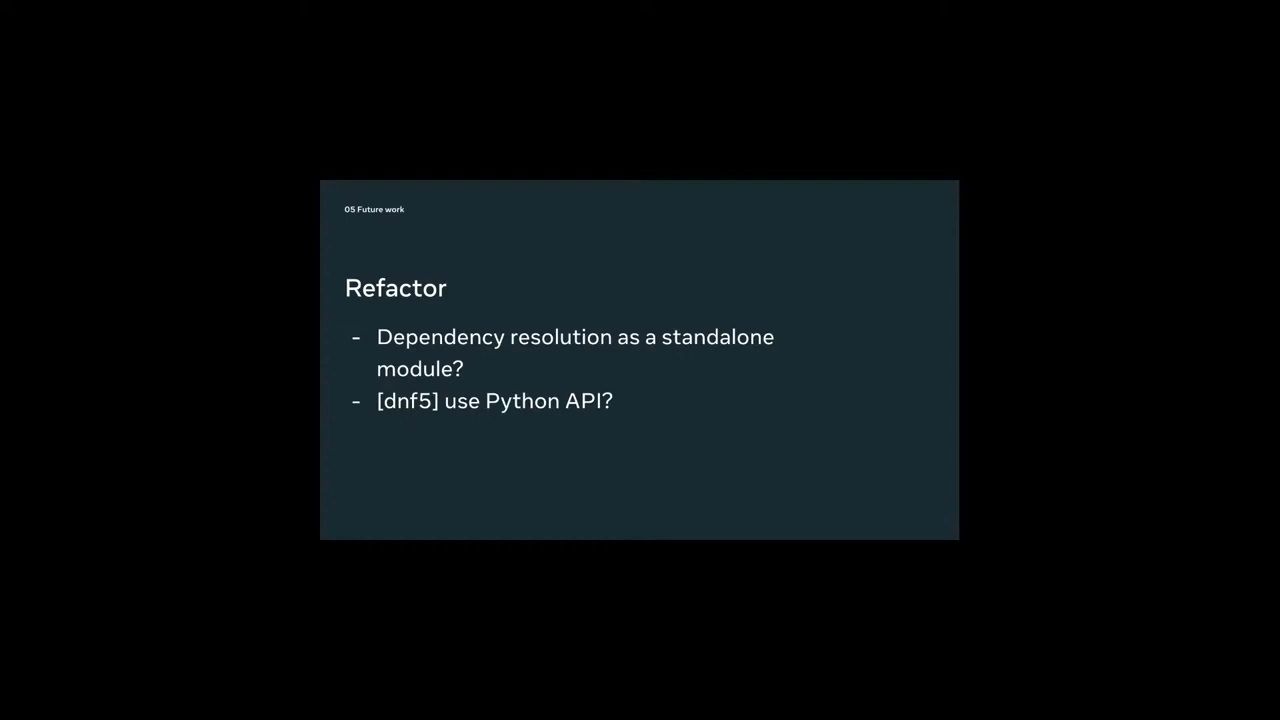 05 Future work
Refactor
- Dependency resolution as a standalone
module?
- [dnf5] use Python API?